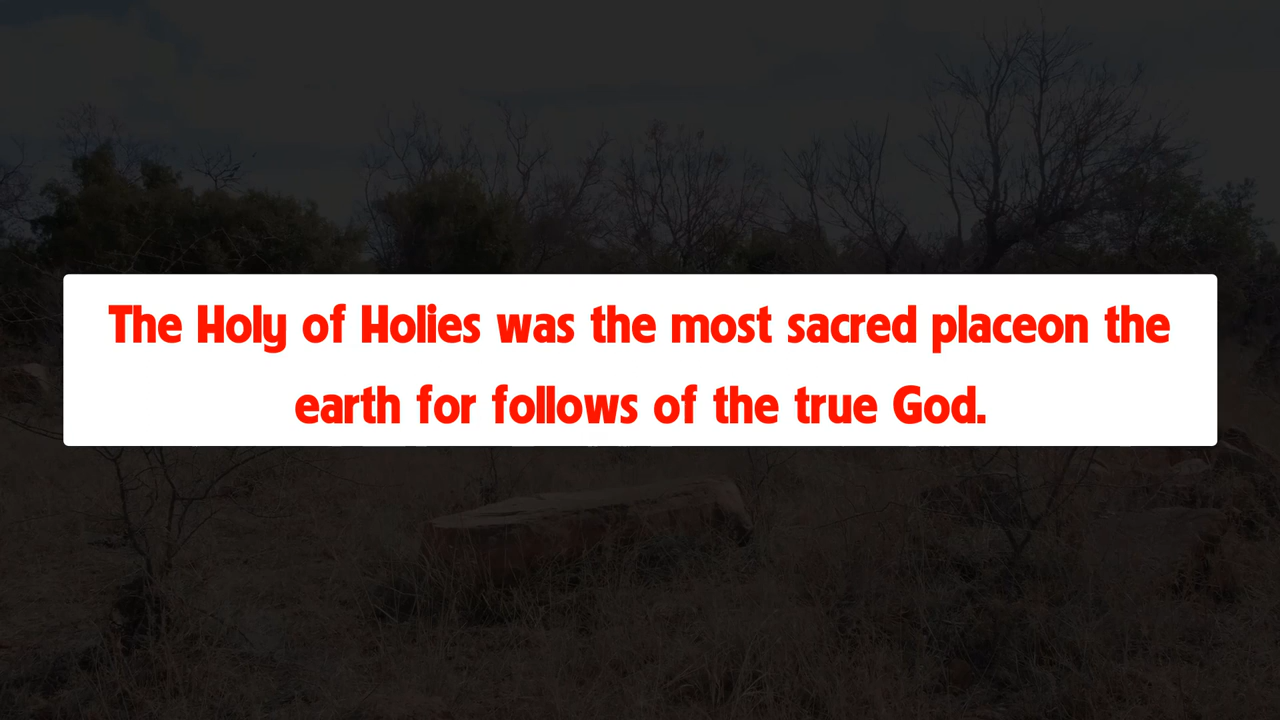 The Holy of Holies was the most sacred placeon the
earth for follows of the true God.